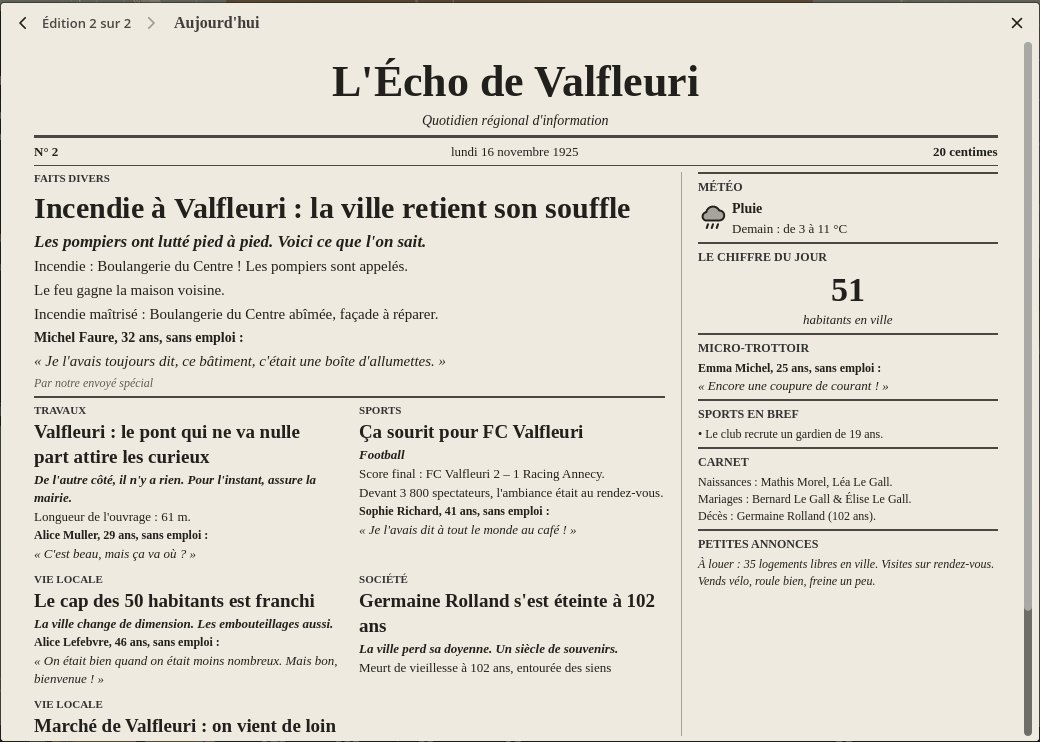 Édition 2 sur 2
Aujourd'hui
L'Écho de Valfleuri
Quotidien régional d'information
N° 2
lundi 16 novembre 1925
20 centimes
FAITS DIVERS
Incendie à Valfleuri : la ville retient son souffle
Les pompiers ont lutté pied à pied. Voici ce que l'on sait.
Incendie : Boulangerie du Centre ! Les pompiers sont appelés.
Le feu gagne la maison voisine.
Incendie maîtrisé : Boulangerie du Centre abîmée, façade à réparer.
Michel Faure, 32 ans, sans emploi :
« Je l'avais toujours dit, ce bâtiment, c'était une boîte d'allumettes. »
Par notre envoyé spécial
TRAVAUX
Valfleuri : le pont qui ne va nulle
part attire les curieux
De l'autre côté, il n'y a rien. Pour l'instant, assure la
mairie.
Longueur de l'ouvrage : 61 m.
Alice Muller, 29 ans, sans emploi :
« C'est beau, mais ça va où ? »
SPORTS
Ça sourit pour FC Valfleuri
Football
Score final : FC Valfleuri 2 – 1 Racing Annecy.
Devant 3 800 spectateurs, l'ambiance était au rendez-vous.
Sophie Richard, 41 ans, sans emploi :
« Je l'avais dit à tout le monde au café ! »
VIE LOCALE
Le cap des 50 habitants est franchi
La ville change de dimension. Les embouteillages aussi.
Alice Lefebvre, 46 ans, sans emploi :
« On était bien quand on était moins nombreux. Mais bon,
bienvenue ! »
SOCIÉTÉ
Germaine Rolland s'est éteinte à 102
ans
La ville perd sa doyenne. Un siècle de souvenirs.
Meurt de vieillesse à 102 ans, entourée des siens
VIE LOCALE
Marché de Valfleuri : on vient de loin
MÉTÉO
Pluie
Demain : de 3 à 11 °C
LE CHIFFRE DU JOUR
51
habitants en ville
MICRO-TROTTOIR
Emma Michel, 25 ans, sans emploi :
« Encore une coupure de courant ! »
SPORTS EN BREF
• Le club recrute un gardien de 19 ans.
CARNET
Naissances : Mathis Morel, Léa Le Gall.
Mariages : Bernard Le Gall & Élise Le Gall.
Décès : Germaine Rolland (102 ans).
PETITES ANNONCES
À louer : 35 logements libres en ville. Visites sur rendez-vous.
Vends vélo, roule bien, freine un peu.